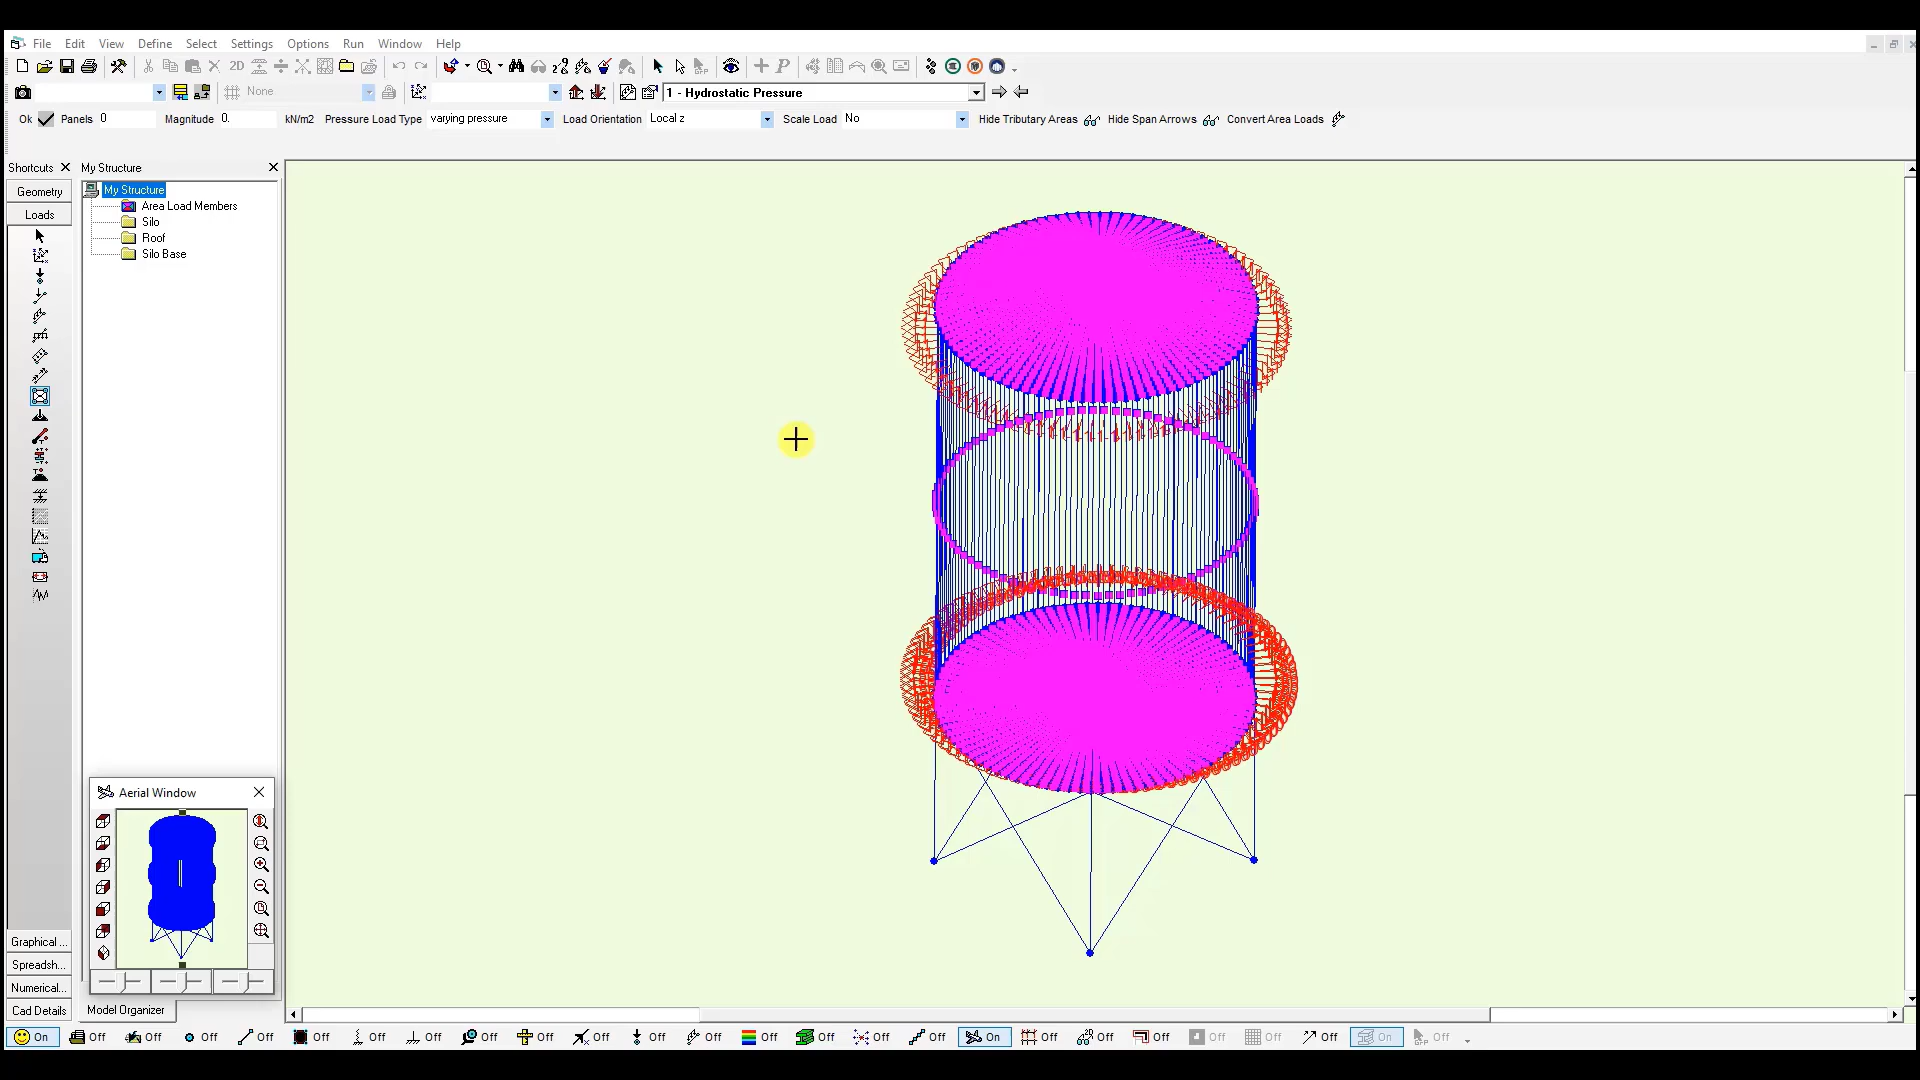 File Edit View Define Select Settings Options Run Window Help
2D
None 1 - Hydrostatic Pressure
Ok Panels 0 Magnitude 0. kN/m2 Pressure Load Type varying pressure Load Orientation Local z Scale Load No Hide Tributary Areas Hide Span Arrows Convert Area Loads
Shortcuts My Structure
Geometry
Loads
My Structure
Area Load Members
Silo
Roof
Silo Base
Aerial Window
Graphical ...
Spreadsh...
Numerical...
Cad Details
Model Organizer
On Off Off Off Off Off Off Off Off Off Off Off Off Off Off Off Off On Off Off Off Off Off Off On Off